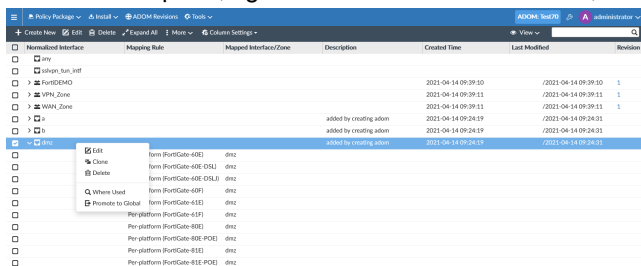 Policy Package Install ADOM Revisions Tools ADOM: Test70 A administrator
Create New Edit Delete Expand All More Column Settings View
Normalized Interface Mapping Rule Mapped Interface/Zone Description Created Time Last Modified Revision
any
sslvpn_tun_intf
FortiDEMO 2021-04-14 09:39:10 /2021-04-14 09:39:10 1
VPN_Zone 2021-04-14 09:39:11 /2021-04-14 09:39:11 1
WAN_Zone 2021-04-14 09:39:11 /2021-04-14 09:39:11 1
a added by creating adom 2021-04-14 09:24:19 /2021-04-14 09:24:31
b added by creating adom 2021-04-14 09:24:19 /2021-04-14 09:24:31
dmz added by creating adom 2021-04-14 09:24:19 /2021-04-14 09:24:31
Edit
Clone
Delete
Where Used
Promote to Global
form (FortiGate-60E) dmz
form (FortiGate-60E-DSL) dmz
form (FortiGate-60E-DSLJ) dmz
form (FortiGate-60F) dmz
form (FortiGate-61E) dmz
Per-platform (FortiGate-61F) dmz
Per-platform (FortiGate-80E) dmz
Per-platform (FortiGate-80E-POE) dmz
Per-platform (FortiGate-81E) dmz
Per-platform (FortiGate-81E-POE) dmz